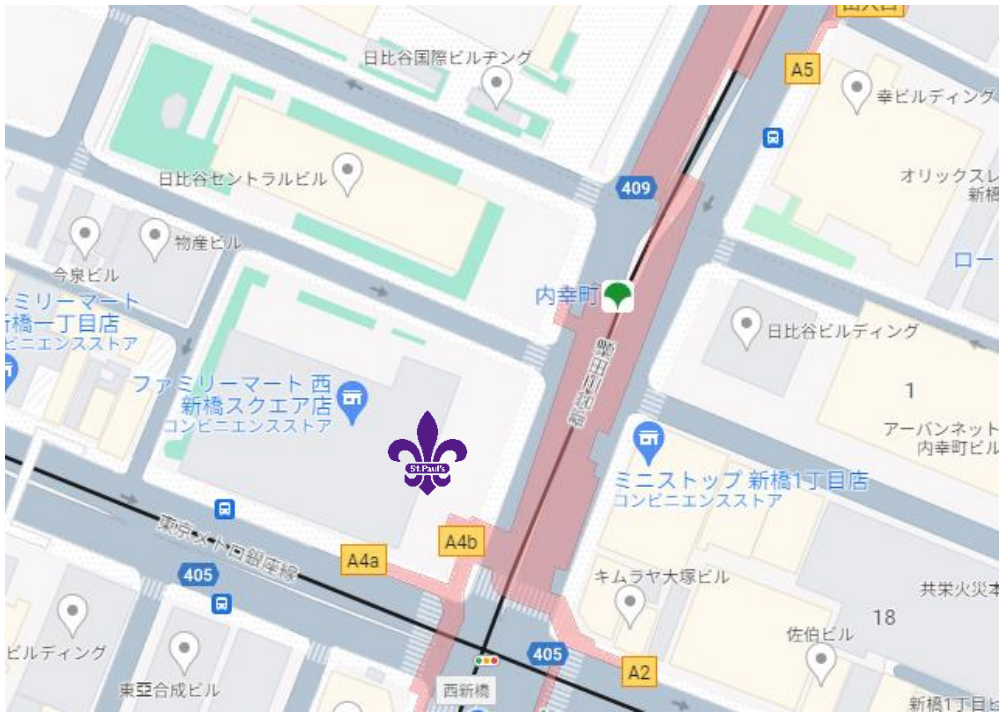 出入口
日比谷国際ビルヂング
A5
幸ビルディング
日比谷セントラルビル
409
オリックスレ
新橋
物産ビル
今泉ビル
ロー
内幸町
ァミリーマート
新橋一丁目店
コンビニエンスストア
日比谷ビルディング
ファミリーマート 西
新橋スクエア店
コンビニエンスストア
1
St.Paul's
アーバンネット
内幸町ビル
ミニストップ 新橋1丁目店
コンビニエンスストア
東京メトロ銀座線
A4b
A4a
405
キムラヤ大塚ビル
共栄火災本
18
佐伯ビル
ビルディング
405
A2
東亞合成ビル
西新橋
新橋1丁目ビ